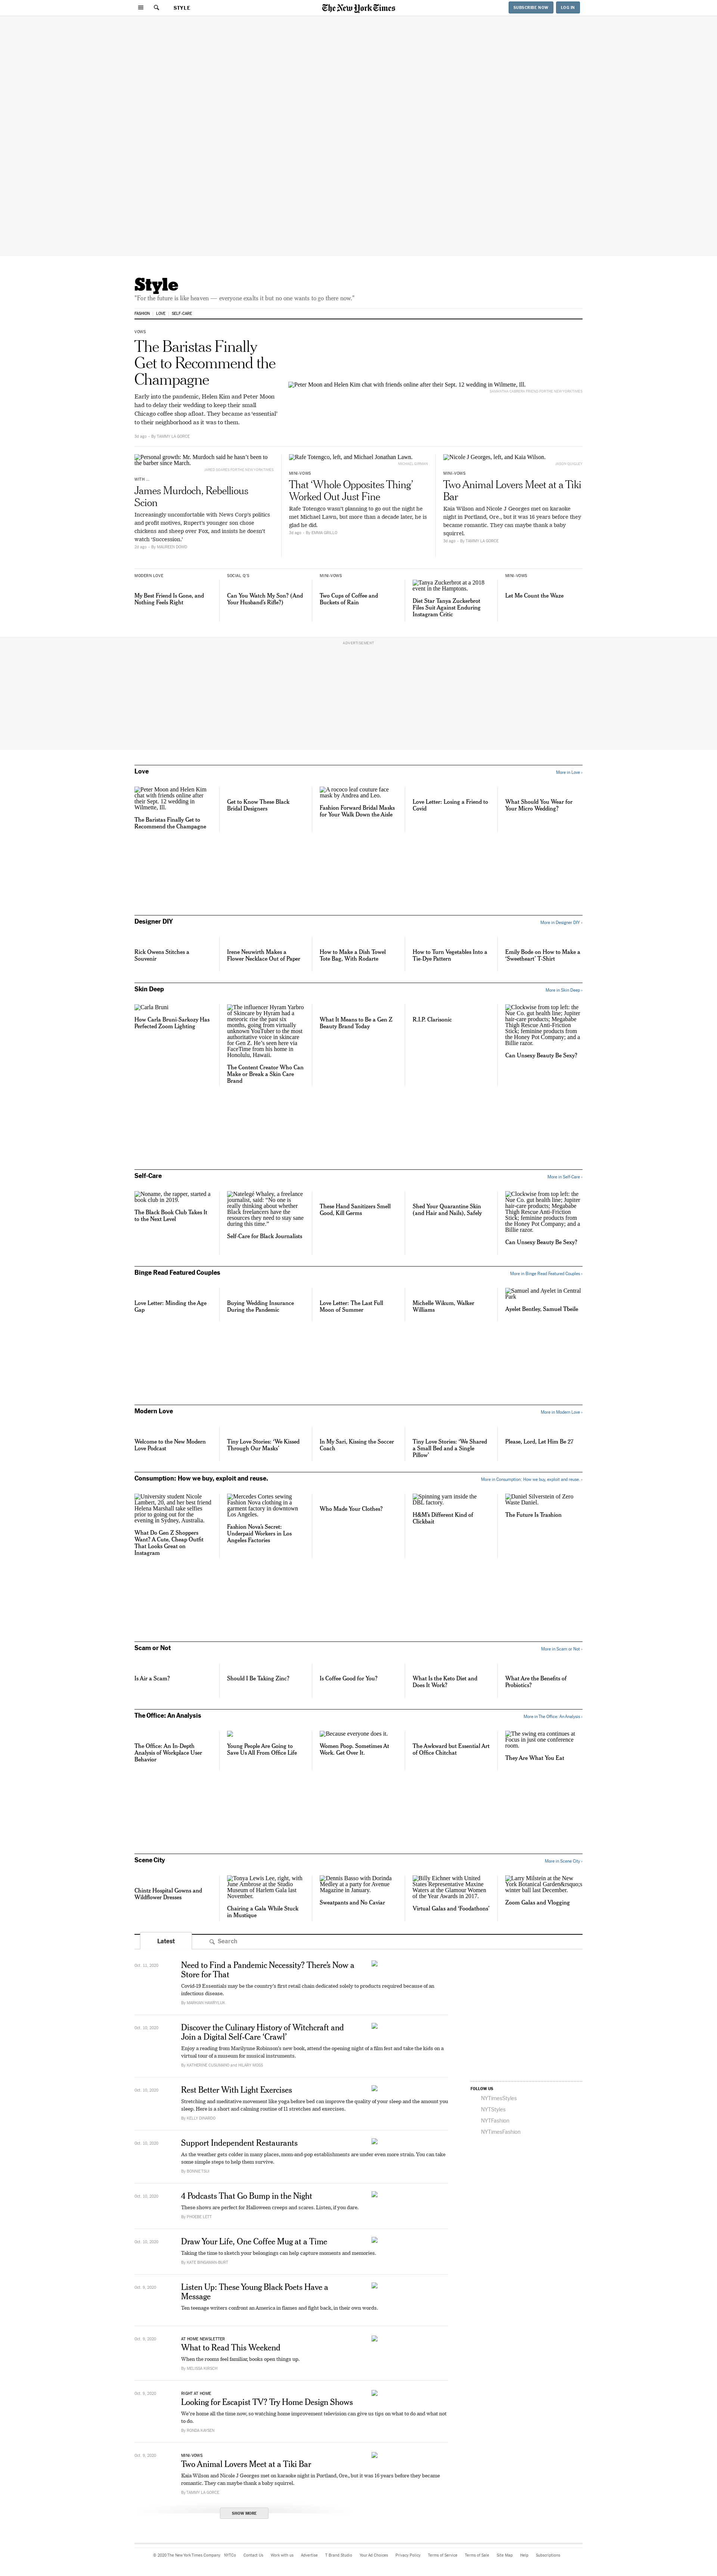 STYLE
The New York Times
SUBSCRIBE NOW
LOG IN
Style
"For the future is like heaven — everyone exalts it but no one wants to go there now."
FASHION LOVE SELF-CARE
VOWS
The Baristas Finally
Get to Recommend the
Champagne
Early into the pandemic, Helen Kim and Peter Moon
had to delay their wedding to keep their small
Chicago coffee shop afloat. They became as 'essential'
to their neighborhood as it was to them.
3d ago · By TAMMY LA GORCE
Peter Moon and Helen Kim chat with friends online after their Sept. 12 wedding in Wilmette, Ill.
Personal growth: Mr. Murdoch said he hasn't been to
the barber since March.
WITH ...
James Murdoch, Rebellious
Scion
Increasingly uncomfortable with News Corp's politics
and profit motives, Rupert's younger son chose
chickens and sheep over Fox, and insists he doesn't
watch 'Succession.'
2d ago · By MAUREEN DOWD
Rafe Totengco, left, and Michael Jonathan Lawn.
MINI-VOWS
That 'Whole Opposites Thing'
Worked Out Just Fine
Rafe Totengco wasn't planning to go out the night he
met Michael Lawn, but more than a decade later, he is
glad he did.
3d ago · By EMMA GRILLO
Nicole J Georges, left, and Kaia Wilson.
MINI-VOWS
Two Animal Lovers Meet at a Tiki
Bar
Kaia Wilson and Nicole J Georges met on karaoke
night in Portland, Ore., but it was 16 years before they
became romantic. They can maybe thank a baby
squirrel.
3d ago · By TAMMY LA GORCE
MODERN LOVE
My Best Friend Is Gone, and
Nothing Feels Right
SOCIAL Q'S
Can You Watch My Son? (And
Your Husband's Rifle?)
MINI-VOWS
Two Cups of Coffee and
Buckets of Rain
Tanya Zuckerbrot at a 2018
event in the Hamptons.
Diet Star Tanya Zuckerbrot
Files Suit Against Enduring
Instagram Critic
MINI-VOWS
Let Me Count the Ways
ADVERTISEMENT
Love
More in Love ›
Peter Moon and Helen Kim
chat with friends online after
their Sept. 12 wedding in
Wilmette, Ill.
The Baristas Finally Get to
Recommend the Champagne
Get to Know These Black
Bridal Designers
A rococo leaf couture face
mask by Andrea and Leo.
Fashion Forward Bridal Masks
for Your Walk Down the Aisle
Love Letter: Losing a Friend to
Covid
What Should You Wear for
Your Micro Wedding?
Designer DIY
More in Designer DIY ›
Rick Owens Stitches a
Souvenir
Irene Neuwirth Makes a
Flower Necklace Out of Paper
How to Make a Dish Towel
Tote Bag, With Rodarte
How to Turn Vegetables Into a
Tie-Dye Pattern
Emily Bode on How to Make a
'Sweetheart' T-Shirt
Skin Deep
More in Skin Deep ›
Carla Bruni
How Carla Bruni-Sarkozy Has
Perfected Zoom Lighting
The influencer Hyram Yarbro
of Skincare by Hyram had a
meteoric rise the past six
months, going from virtually
unknown YouTuber to the most
authoritative voice in skincare
for Gen Z. He's seen here via
FaceTime from his home in
Honolulu, Hawaii.
The Content Creator Who Can
Make or Break a Skin Care
Brand
What It Means to Be a Gen Z
Beauty Brand Today
R.I.P. Clarisonic
Clockwise from top left: the
Nue Co. gut health line; Jupiter
hair-care products; Megababe
Thigh Rescue Anti-Friction
Stick; feminine products from
the Honey Pot Company; and a
Billie razor.
Can Unsexy Beauty Be Sexy?
Self-Care
More in Self-Care ›
Noname, the rapper, started a
book club in 2019.
The Black Book Club Takes It
to the Next Level
Natelegé Whaley, a freelance
journalist, said: "No one is
really thinking about whether
Black freelancers have the
resources they need to stay sane
during this time."
Self-Care for Black Journalists
These Hand Sanitizers Smell
Good, Kill Germs
Shed Your Quarantine Skin
(and Hair and Nails), Safely
Clockwise from top left: the
Nue Co. gut health line; Jupiter
hair-care products; Megababe
Thigh Rescue Anti-Friction
Stick; feminine products from
the Honey Pot Company; and a
Billie razor.
Can Unsexy Beauty Be Sexy?
Binge Read Featured Couples
More in Binge Read Featured Couples ›
Love Letter: Minding the Age
Gap
Buying Wedding Insurance
During the Pandemic
Love Letter: The Last Full
Moon of Summer
Michelle Wikum, Walker
Williams
Samuel and Ayelet in Central
Park
Ayelet Bentley, Samuel Thede
Modern Love
More in Modern Love ›
Welcome to the New Modern
Love Podcast
Tiny Love Stories: 'We Kissed
Through Our Masks'
In My Sari, Kissing the Soccer
Coach
Tiny Love Stories: 'We Shared
a Small Bed and a Single
Pillow'
Please, Lord, Let Him Be 27
Consumption: How we buy, exploit and reuse.
More in Consumption: How we buy, exploit and reuse. ›
University student Nicole
Lambert, 20, and her best friend
Helena Marshall take selfies
prior to going out for the
evening in Sydney, Australia.
What Do Gen Z Shoppers
Want? A Cute, Cheap Outfit
That Looks Great on
Instagram
Mercedes Cortes sewing
Fashion Nova clothing in a
garment factory in downtown
Los Angeles.
Fashion Nova's Secret:
Underpaid Workers in Los
Angeles Factories
Who Made Your Clothes?
Spinning yarn inside the
DBL factory.
H&M's Different Kind of
Clickbait
Daniel Silverstein of Zero
Waste Daniel.
The Future Is Trashion
Scam or Not
More in Scam or Not ›
Is Air a Scam?
Should I Be Taking Zinc?
Is Coffee Good for You?
What Is the Keto Diet and
Does It Work?
What Are the Benefits of
Probiotics?
The Office: An Analysis
More in The Office: An Analysis ›
The Office: An In-Depth
Analysis of Workplace User
Behavior
Young People Are Going to
Save Us All From Office Life
Because everyone does it.
Women Poop. Sometimes At
Work. Get Over It.
The Awkward but Essential Art
of Office Chitchat
The swing era continues at
Focus in just one conference
room.
They Are What You Eat
Scene City
More in Scene City ›
Chintz Hospital Gowns and
Wildflower Dresses
Tonya Lewis Lee, right, with
June Ambrose at the Studio
Museum of Harlem Gala last
November.
Chairing a Gala While Stuck
in Mustique
Dennis Basso with Dorinda
Medley at a party for Avenue
Magazine in January.
Sweatpants and No Caviar
Billy Eichner with United
States Representative Maxine
Waters at the Glamour Women
of the Year Awards in 2017.
Virtual Galas and 'Foodathons'
Larry Milstein at the New
York Botanical Garden&rsquo;s
winter ball last December.
Zoom Galas and Vlogging
Latest
Search
Oct. 11, 2020
Need to Find a Pandemic Necessity? There's Now a
Store for That
Covid-19 Essentials may be the country's first retail chain dedicated solely to products required because of an
infectious disease.
Oct. 10, 2020
Discover the Culinary History of Witchcraft and
Join a Digital Self-Care 'Crawl'
Enjoy a reading from Marilynne Robinson's new book, attend the opening night of a film fest and take the kids on a
virtual tour of a museum for musical instruments.
By KATHERINE CUSUMANO and HILARY MOSS
Oct. 10, 2020
Rest Better With Light Exercises
Stretching and meditative movement like yoga before bed can improve the quality of your sleep and the amount you
sleep. Here is a short and calming routine of 11 stretches and exercises.
By KELLY DINARDO
Oct. 10, 2020
Support Independent Restaurants
As the weather gets colder in many places, mom-and-pop establishments are under even more strain. You can take
some simple steps to help them survive.
By BONNIE TSUI
Oct. 10, 2020
4 Podcasts That Go Bump in the Night
These shows are perfect for Halloween creeps and scares. Listen, if you dare.
By PHOEBE LETT
Oct. 10, 2020
Draw Your Life, One Coffee Mug at a Time
Taking the time to sketch your belongings can help capture moments and memories.
Oct. 9, 2020
Listen Up: These Young Black Poets Have a
Message
Ten teenage writers confront an America in flames and fight back, in their own words.
Oct. 9, 2020
AT HOME NEWSLETTER
What to Read This Weekend
When the rooms feel familiar, books open things up.
By MELISSA KIRSCH
Oct. 9, 2020
RIGHT AT HOME
Looking for Escapist TV? Try Home Design Shows
We're home all the time now, so watching home improvement television can give us tips on what to do and what not
to do.
By RONDA KAYSEN
Oct. 9, 2020
MINI-VOWS
Two Animal Lovers Meet at a Tiki Bar
Kaia Wilson and Nicole J Georges met on karaoke night in Portland, Ore., but it was 16 years before they became
romantic. They can maybe thank a baby squirrel.
By TAMMY LA GORCE
SHOW MORE
FOLLOW US
NYTimesStyles
NYTStyles
NYTFashion
NYTimesFashion
© 2020 The New York Times Company NYTCo Contact Us Work with us Advertise T Brand Studio Your Ad Choices Privacy Policy Terms of Service Terms of Sale Site Map Help Subscriptions